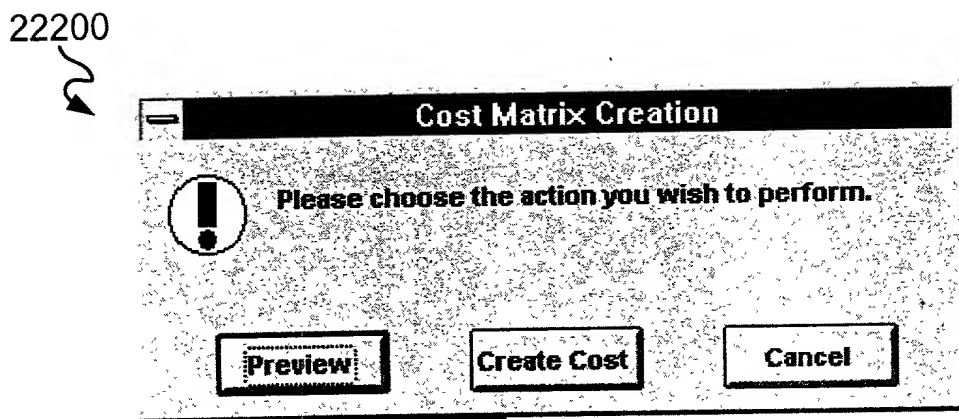 22200
Cost Matrix Creation
Please choose the action you wish to perform.
Preview Create Cost Cancel